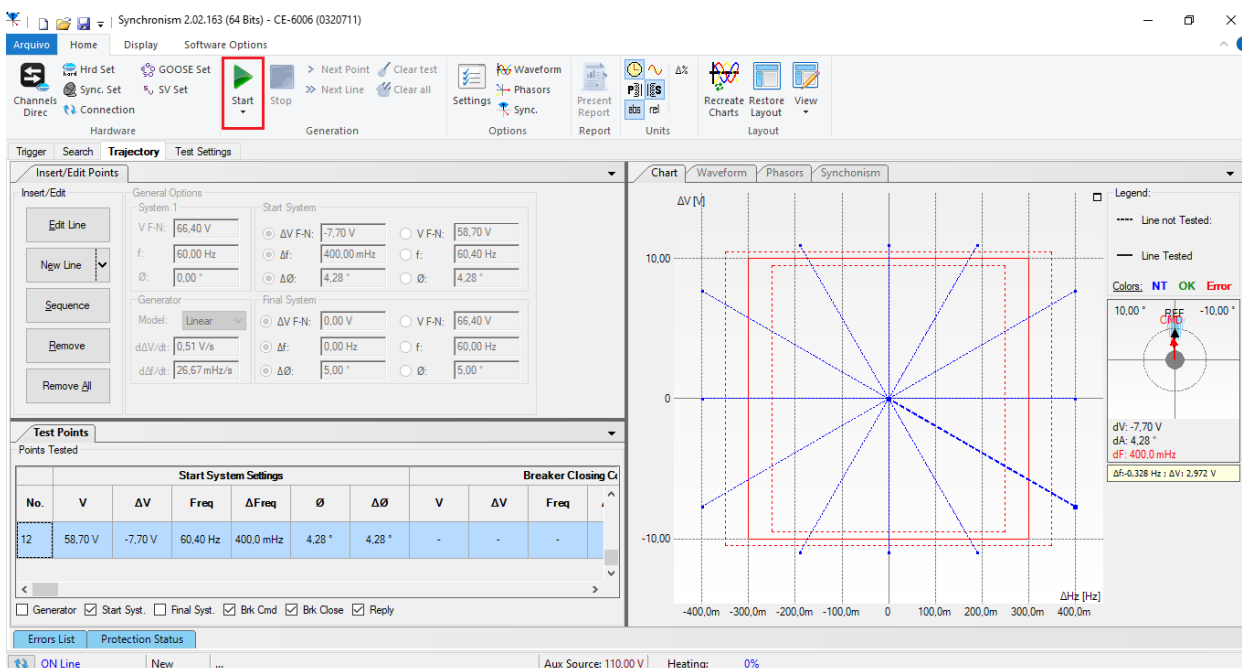 Synchronism 2.02.163 (64 Bits) - CE-6006 (0320711)
Arquivo Home Display Software Options
Channels Direc
Hrd Set
Sync. Set
Connection
GOOSE Set
SV Set
Hardware
Start
Stop
> Next Point
Next Line
Clear test
Clear all
Generation
Settings
Waveform
Phasors
Sync.
Options
Present Report
Report
Δ%
abs rel
Units
Recreate Charts
Restore Layout
View
Layout
Trigger Search Trajectory Test Settings
Insert/Edit Points
Insert/Edit
Edit Line
New Line
Sequence
Remove
Remove All
General Options
System 1
V F-N: 66,40 V
f: 60,00 Hz
Ø: 0,00 °
Start System
ΔV F-N: -7,70 V V F-N: 58,70 V
Δf: 400,00 mHz f: 60,40 Hz
ΔØ: 4,28 ° Ø: 4,28 °
Generator
Model: Linear
dΔV/dt: 0,51 V/s
dΔf/dt: 26,67 mHz/s
Final System
ΔV F-N: 0,00 V V F-N: 66,40 V
Δf: 0,00 Hz f: 60,00 Hz
ΔØ: 5,00 ° Ø: 5,00 °
Test Points
Points Tested
Start System Settings Breaker Closing
No. V ΔV Freq ΔFreq Ø ΔØ V ΔV Freq
12 58,70 V -7,70 V 60,40 Hz 400,0 mHz 4,28 ° 4,28 ° - - -
Generator Start Syst. Final Syst. Brk Cmd Brk Close Reply
Chart Waveform Phasors Synchronism
ΔV [V]
10,00
0
-10,00
ΔHz [Hz]
-400,0m -300,0m -200,0m -100,0m 0 100,0m 200,0m 300,0m 400,0m
Legend:
Line not Tested:
Line Tested
Colors: NT OK Error
10,00 ° REF -10,00 °
CMD
dV: -7,70 V
dA: 4,28 °
dF: 400,0 mHz
Δf:-0,328 Hz ; ΔV: 2,972 V
Errors List Protection Status
ON Line New ... Aux Source: 110.00 V Heating: 0%